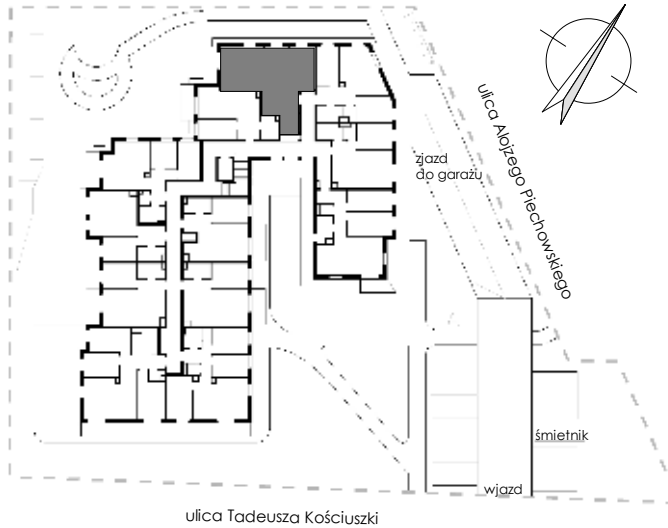 ulica Alojzego Piechowskiego
zjazd
do garażu
śmietnik
wjazd
ulica Tadeusza Kościuszki